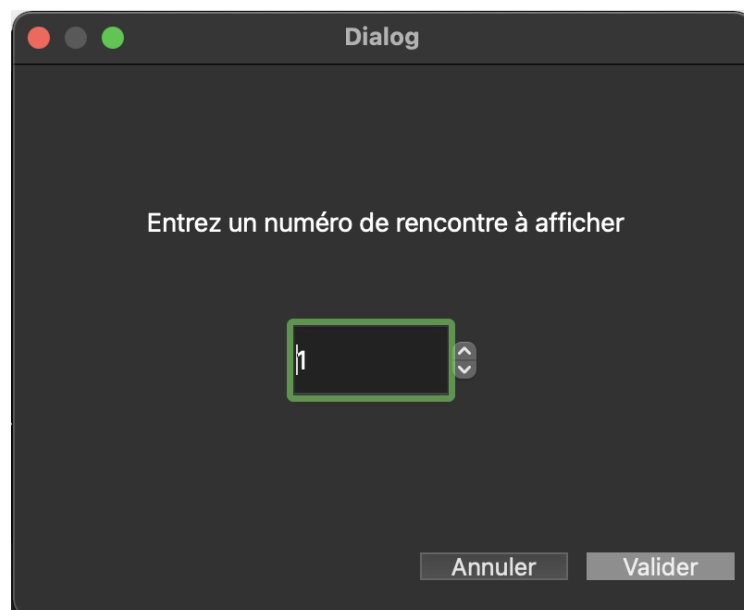 Dialog
Entrez un numéro de rencontre à afficher
1
Annuler Valider